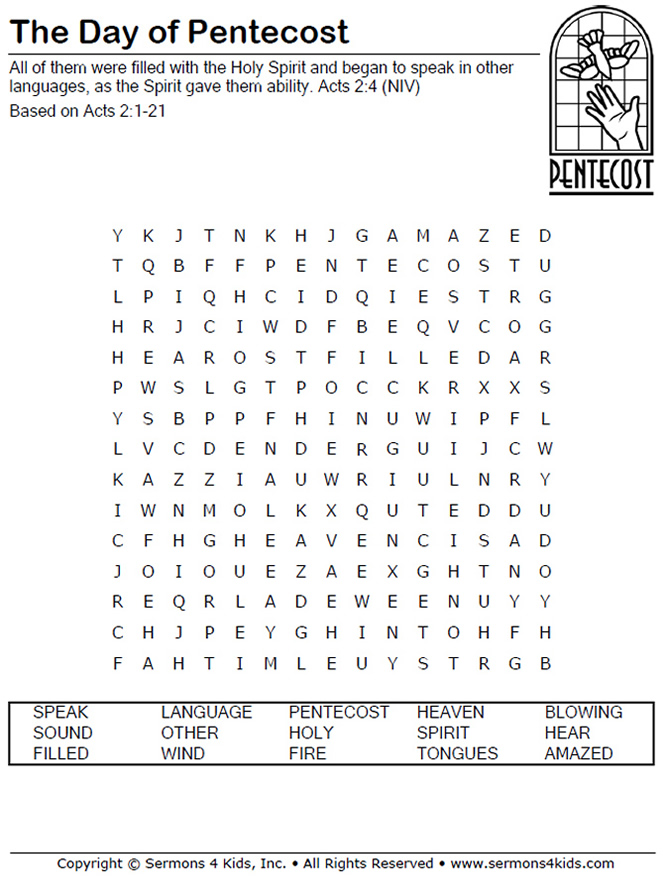 The Day of Pentecost
All of them were filled with the Holy Spirit and began to speak in other
languages, as the Spirit gave them ability. Acts 2:4 (NIV)
Based on Acts 2:1-21
PENTECOST
Y K J T N K H J G A M A Z E D
T Q B F F P E N T E C O S T U
L P I Q H C I D Q I E S T R G
H R J C I W D F B E Q V C O G
H E A R O S T F I L L E D A R
P W S L G T P O C C K R X X S
Y S B P P F H I N U W I P F L
L V C D E N D E R G U I J C W
K A Z Z I A U W R I U L N R Y
I W N M O L K X Q U T E D D U
C F H G H E A V E N C I S A D
J O I O U E Z A E X G H T N O
R E Q R L A D E W E E N U Y Y
C H J P E Y G H I N T O H F H
F A H T I M L E U Y S T R G B
SPEAK LANGUAGE PENTECOST HEAVEN BLOWING
SOUND OTHER HOLY SPIRIT HEAR
FILLED WIND FIRE TONGUES AMAZED
Copyright © Sermons 4 Kids, Inc. • All Rights Reserved • www.sermons4kids.com